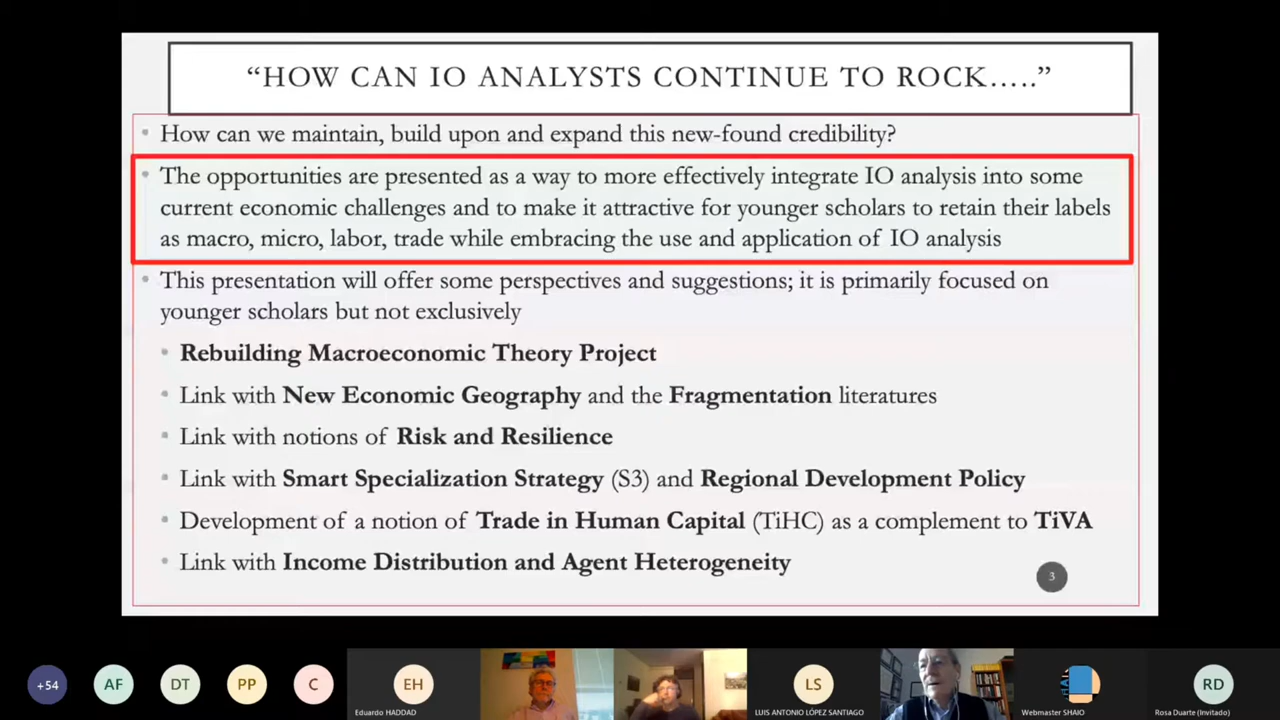 “HOW CAN IO ANALYSTS CONTINUE TO ROCK…..”
• How can we maintain, build upon and expand this new-found credibility?
• The opportunities are presented as a way to more effectively integrate IO analysis into some
current economic challenges and to make it attractive for younger scholars to retain their labels
as macro, micro, labor, trade while embracing the use and application of IO analysis
• This presentation will offer some perspectives and suggestions; it is primarily focused on
younger scholars but not exclusively
• Rebuilding Macroeconomic Theory Project
• Link with New Economic Geography and the Fragmentation literatures
• Link with notions of Risk and Resilience
• Link with Smart Specialization Strategy (S3) and Regional Development Policy
• Development of a notion of Trade in Human Capital (TiHC) as a complement to TiVA
• Link with Income Distribution and Agent Heterogeneity
3
+54
AF
DT
PP
C
EH
Eduardo HADDAD
LS
LUIS ANTONIO LÓPEZ SANTIAGO
Webmaster SHAIO
RD
Rosa Duarte (Invitado)